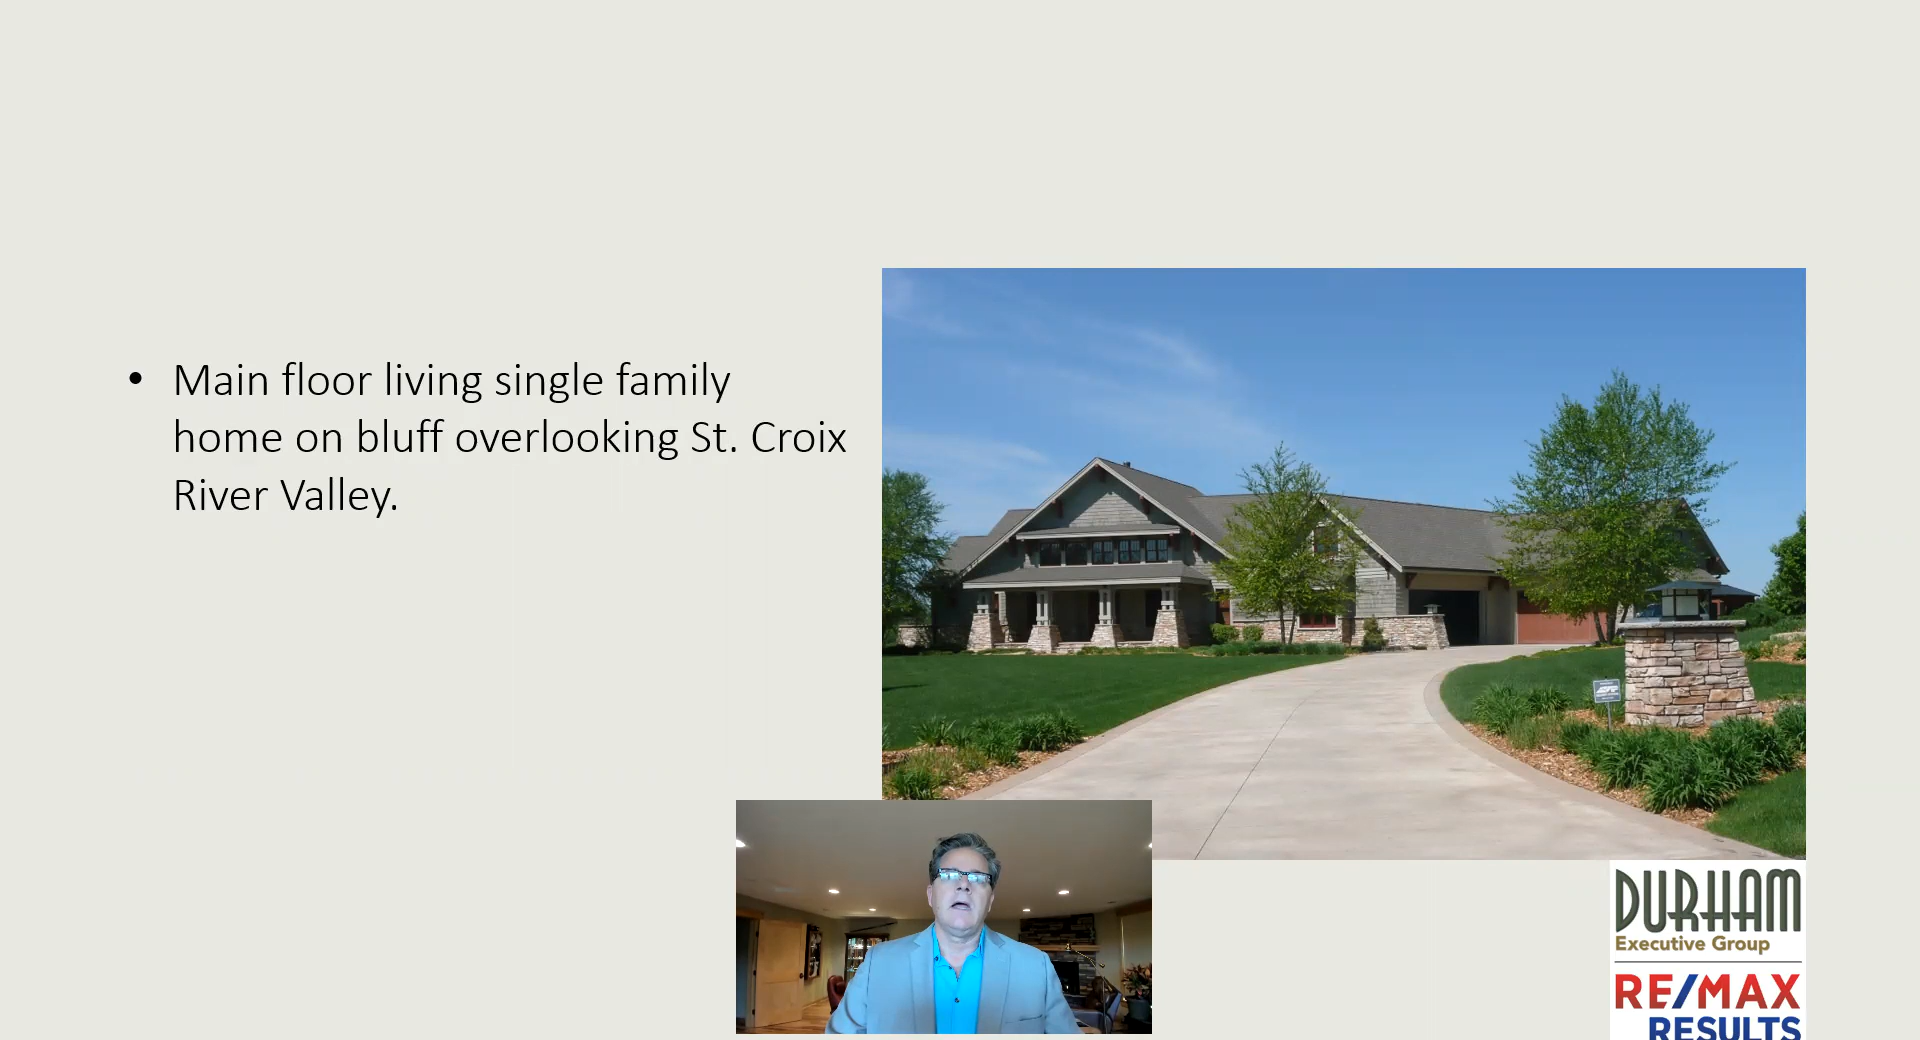 • Main floor living single family
home on bluff overlooking St. Croix
River Valley.
DURHAM
Executive Group
RE/MAX
RESULTS